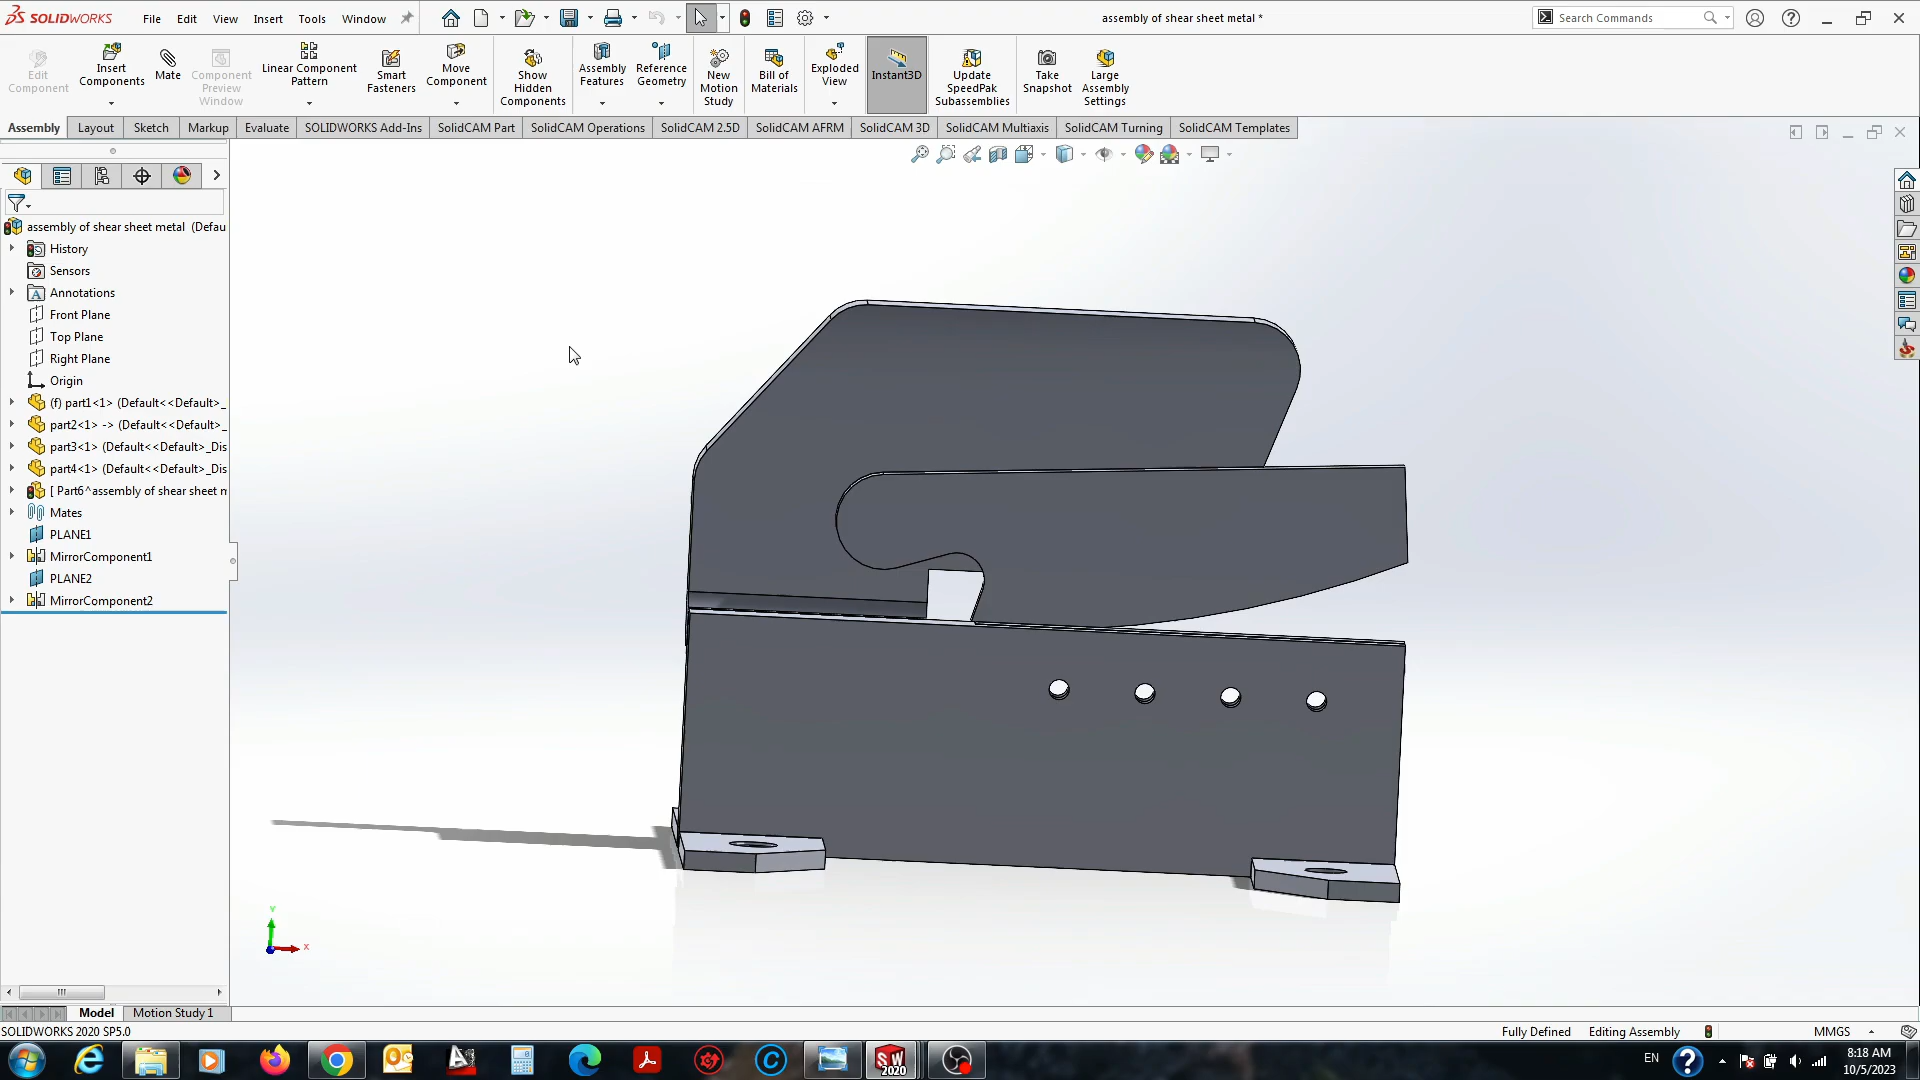 SOLIDWORKS File Edit View Insert Tools Window
assembly of shear sheet metal *
Search Commands
Edit Component
Insert Components
Mate
Component Preview Window
Linear Component Pattern
Smart Fasteners
Move Component
Show Hidden Components
Assembly Features
Reference Geometry
New Motion Study
Bill of Materials
Exploded View
Instant3D
Update SpeedPak Subassemblies
Take Snapshot
Large Assembly Settings
Assembly Layout Sketch Markup Evaluate SOLIDWORKS Add-Ins SolidCAM Part SolidCAM Operations SolidCAM 2.5D SolidCAM AFRM SolidCAM 3D SolidCAM Multiaxis SolidCAM Turning SolidCAM Templates
assembly of shear sheet metal (Defau
History
Sensors
Annotations
Front Plane
Top Plane
Right Plane
Origin
(f) part1<1> (Default<<Default>_
part2<1> -> (Default<<Default>_
part3<1> (Default<<Default>_Dis
part4<1> (Default<<Default>_Dis
[ Part6^assembly of shear sheet m
Mates
PLANE1
MirrorComponent1
PLANE2
MirrorComponent2
Y
X
Model Motion Study 1
SOLIDWORKS 2020 SP5.0
Fully Defined Editing Assembly MMGS
SW 2020
EN
8:18 AM
10/5/2023